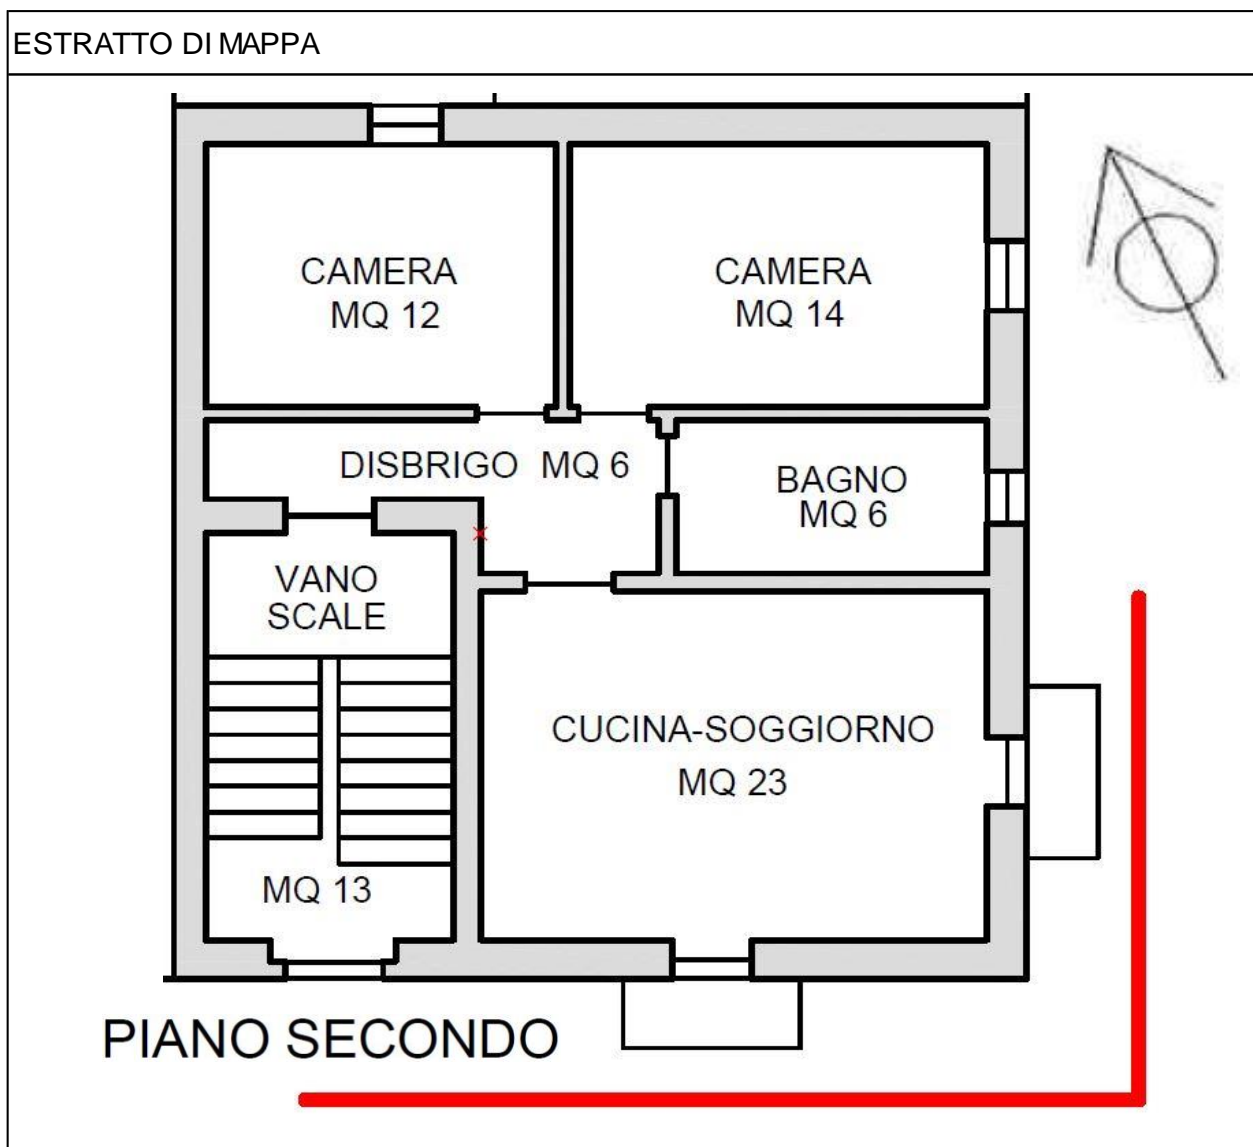 ESTRATTO DI MAPPA
CAMERA
MQ 12
CAMERA
MQ 14
DISBRIGO MQ 6
BAGNO
MQ 6
VANO
SCALE
CUCINA-SOGGIORNO
MQ 23
MQ 13
PIANO SECONDO